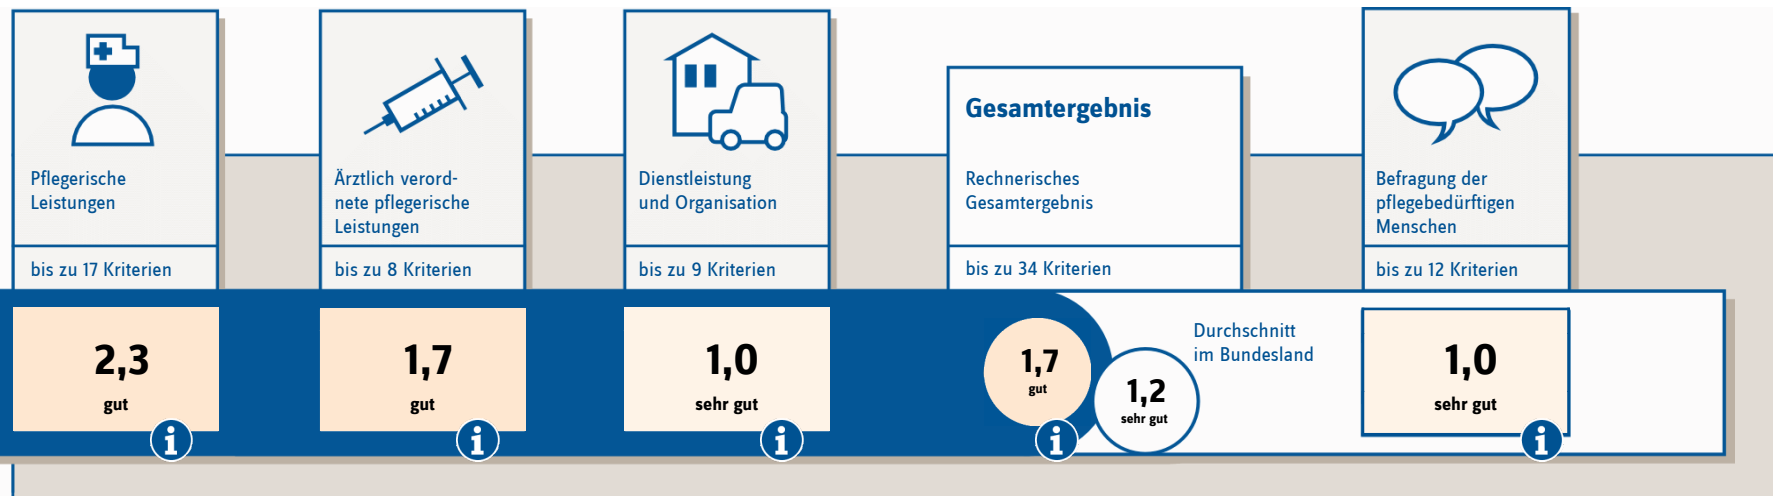 Pflegerische
Leistungen
bis zu 17 Kriterien
2,3
gut
i
Ärztlich verord-
nete pflegerische
Leistungen
bis zu 8 Kriterien
1,7
gut
i
Dienstleistung
und Organisation
bis zu 9 Kriterien
1,0
sehr gut
i
Gesamtergebnis
Rechnerisches
Gesamtergebnis
bis zu 34 Kriterien
1,7
gut
i
1,2
sehr gut
Durchschnitt
im Bundesland
Befragung der
pflegebedürftigen
Menschen
bis zu 12 Kriterien
1,0
sehr gut
i